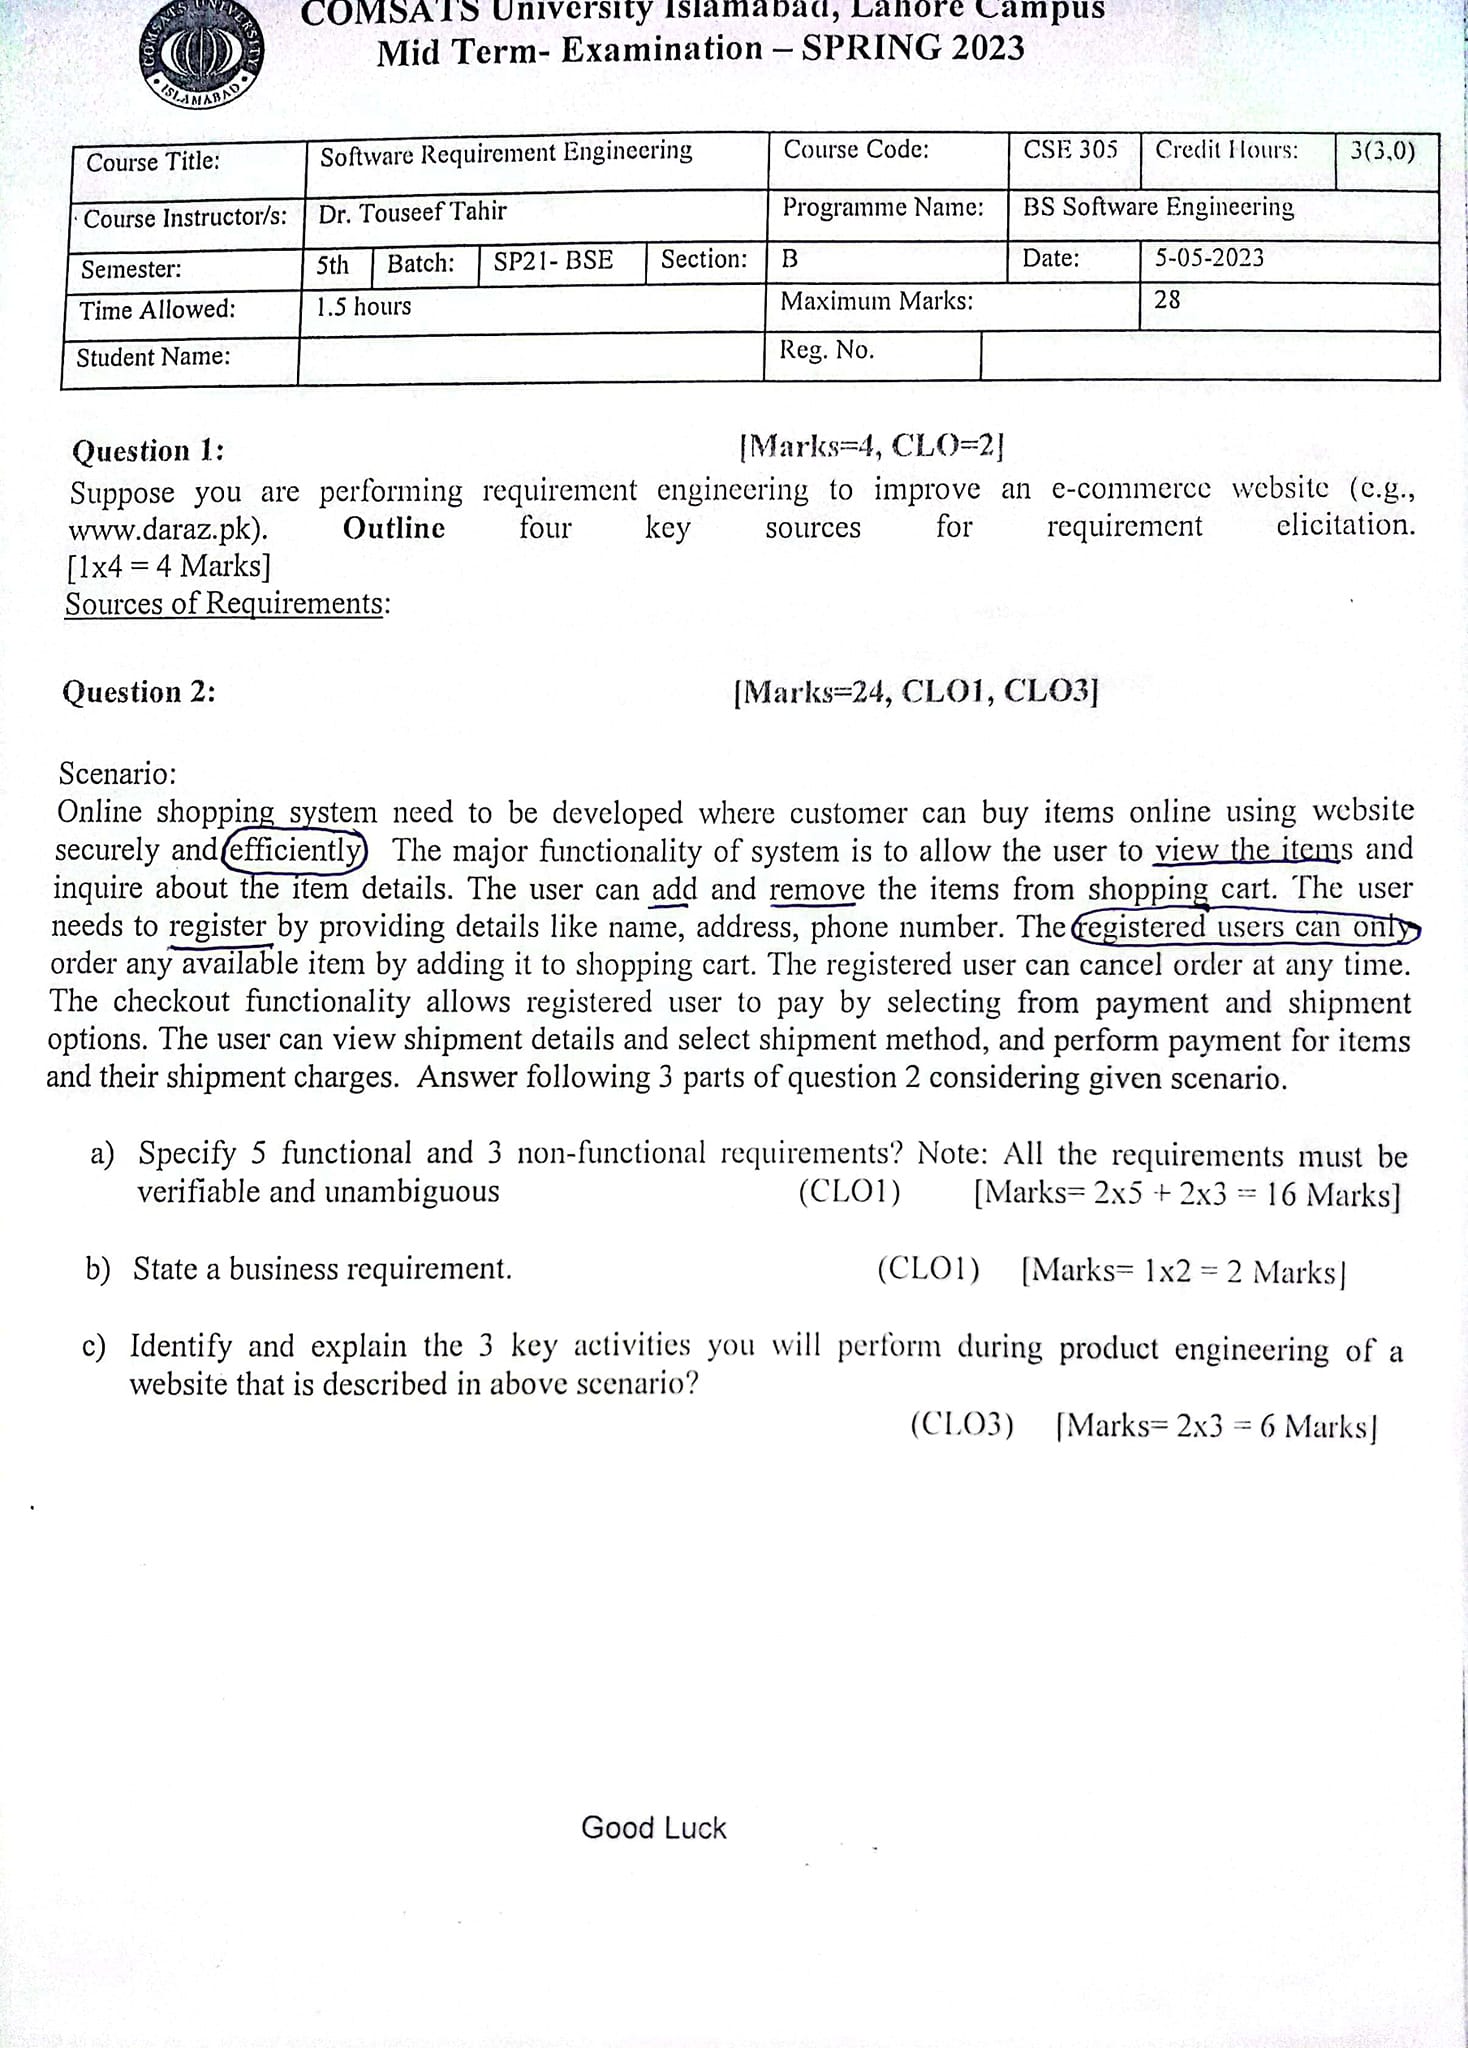 COMSATS UNIVERSITY
ISLAMABAD
COMSATS University Islamabad, Lahore Campus
Mid Term- Examination – SPRING 2023
Course Title: Software Requirement Engineering Course Code: CSE 305 Credit Hours: 3(3,0)
Course Instructor/s: Dr. Touseef Tahir Programme Name: BS Software Engineering
Semester: 5th Batch: SP21- BSE Section: B Date: 5-05-2023
Time Allowed: 1.5 hours Maximum Marks: 28
Student Name: Reg. No.
Question 1: [Marks=4, CLO=2]
Suppose you are performing requirement engineering to improve an e-commerce website (e.g.,
www.daraz.pk). Outline four key sources for requirement elicitation.
[1x4 = 4 Marks]
Sources of Requirements:
Question 2: [Marks=24, CLO1, CLO3]
Scenario:
Online shopping system need to be developed where customer can buy items online using website
securely and efficiently The major functionality of system is to allow the user to view the items and
inquire about the item details. The user can add and remove the items from shopping cart. The user
needs to register by providing details like name, address, phone number. The registered users can only
order any available item by adding it to shopping cart. The registered user can cancel order at any time.
The checkout functionality allows registered user to pay by selecting from payment and shipment
options. The user can view shipment details and select shipment method, and perform payment for items
and their shipment charges. Answer following 3 parts of question 2 considering given scenario.
a) Specify 5 functional and 3 non-functional requirements? Note: All the requirements must be
verifiable and unambiguous (CLO1) [Marks= 2x5 + 2x3 = 16 Marks]
b) State a business requirement. (CLO1) [Marks= 1x2 = 2 Marks]
c) Identify and explain the 3 key activities you will perform during product engineering of a
website that is described in above scenario?
(CLO3) [Marks= 2x3 = 6 Marks]
Good Luck